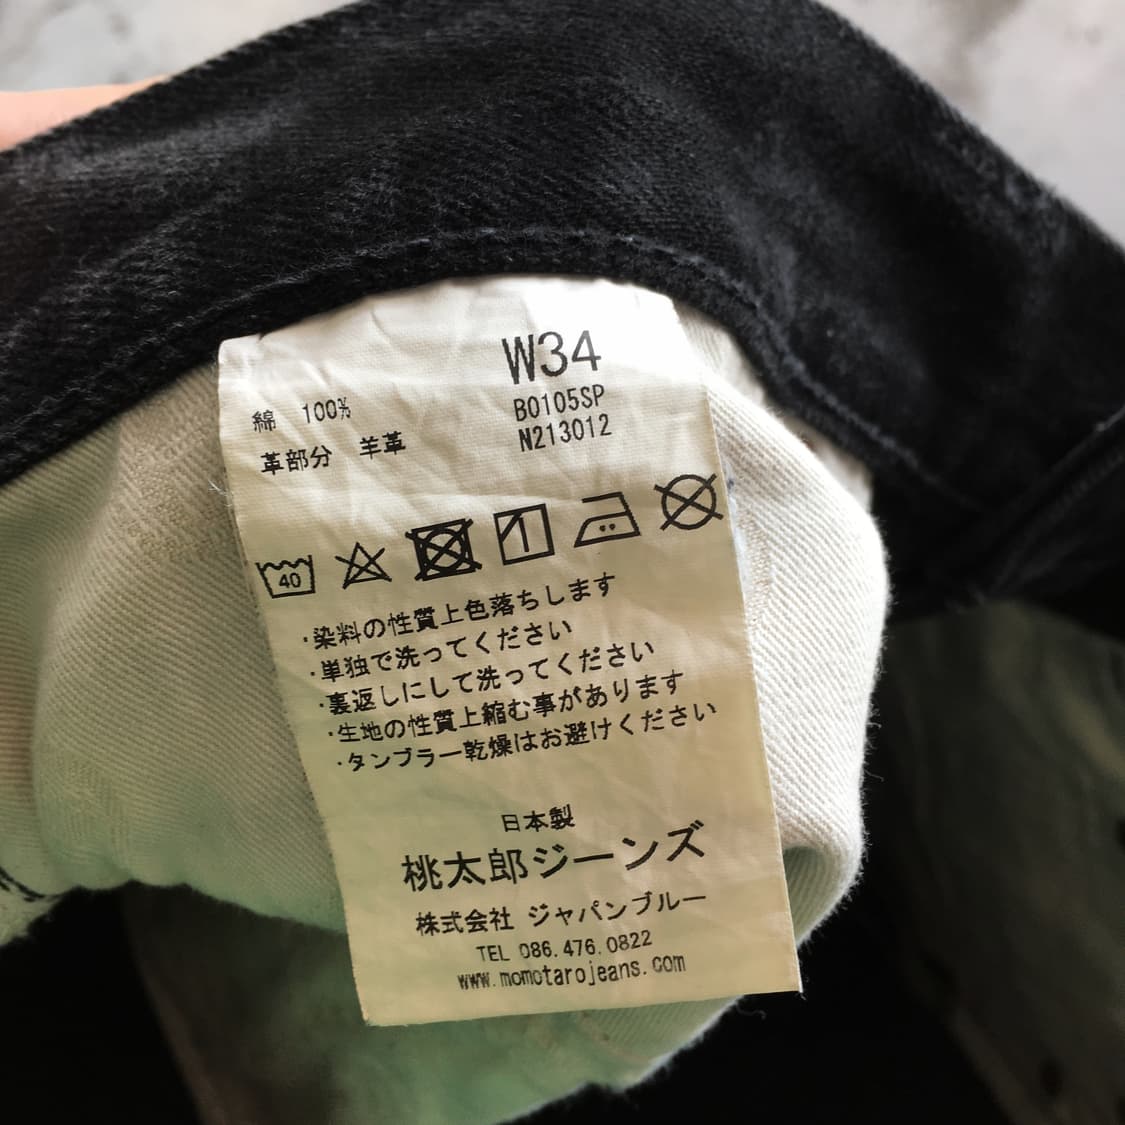 W34
B0105SP
N213012
綿 100%
革部分 羊革
40
・染料の性質上色落ちします
・単独で洗ってください
・裏返しにして洗ってください
・生地の性質上縮む事があります
・タンブラー乾燥はお避けください
日本製
桃太郎ジーンズ
株式会社 ジャパンブルー
TEL 086.476.0822
www.momotarojeans.com